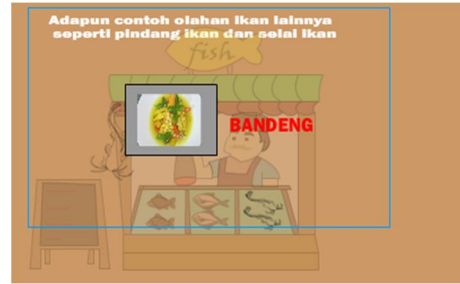 Adapun contoh olahan ikan lainnya
seperti pindang ikan dan selai ikan
fish
BANDENG